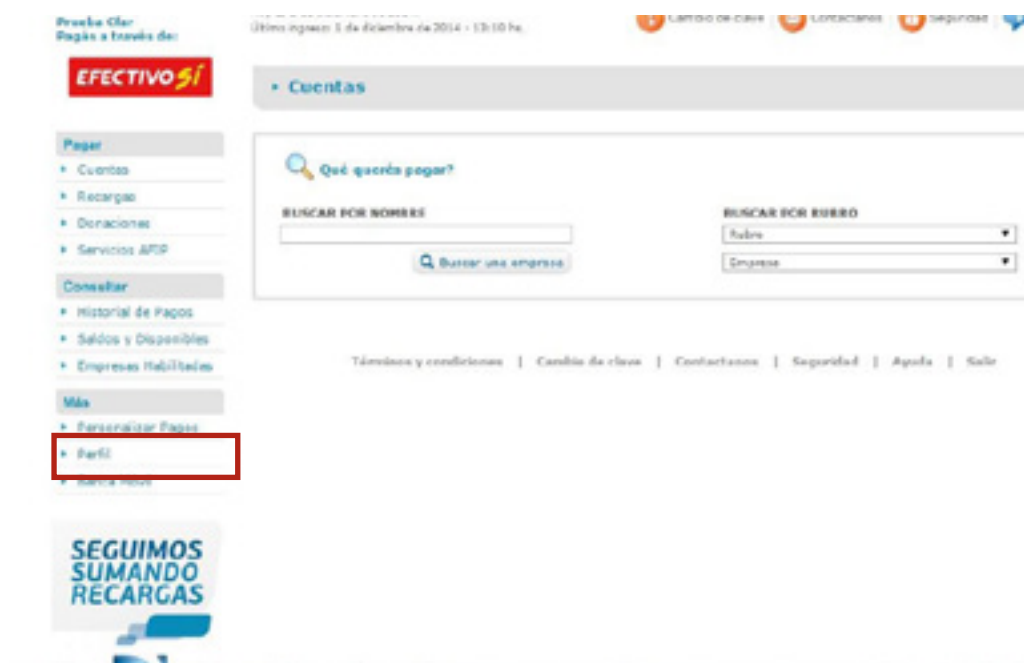 Prueba Clar
Pagás a través de:
Último ingreso: 1 de diciembre de 2014 - 13:10 hs.
Cambio de clave
Contactanos
Seguridad
EFECTIVO SÍ
Cuentas
Pagar
Cuentas
Recargas
Donaciones
Servicios AFIP
Qué querés pagar?
BUSCAR POR NOMBRE
Buscar una empresa
BUSCAR POR RUBRO
Rubro
Empresa
Consultar
Historial de Pagos
Saldos y Disponibles
Empresas Habilitadas
Términos y condiciones | Cambio de clave | Contactanos | Seguridad | Ayuda | Salir
Más
Personalizar Pagos
Perfil
Banca Móvil
SEGUIMOS
SUMANDO
RECARGAS